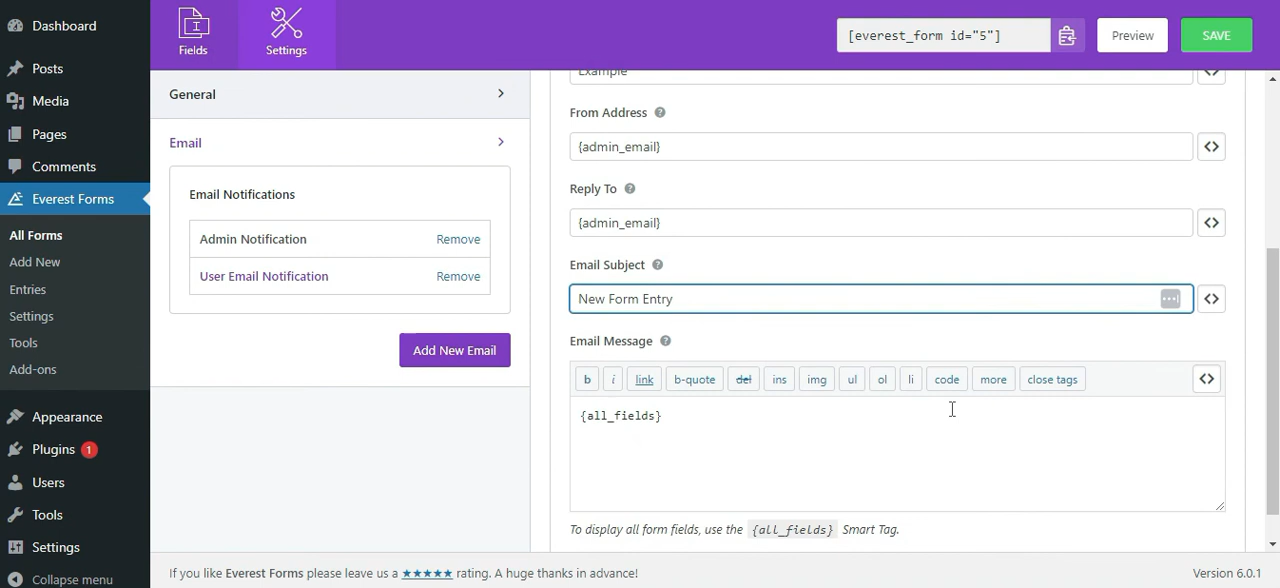 Dashboard
Posts
Media
Pages
Comments
Everest Forms
All Forms
Add New
Entries
Settings
Tools
Add-ons
Appearance
Plugins 1
Users
Tools
Settings
Collapse menu
Fields
Settings
[everest_form id="5"]
Preview
SAVE
General
Email
Email Notifications
Admin Notification Remove
User Email Notification Remove
Add New Email
Example
From Address
{admin_email}
Reply To
{admin_email}
Email Subject
New Form Entry
Email Message
b i link b-quote del ins img ul ol li code more close tags
{all_fields}
To display all form fields, use the {all_fields} Smart Tag.
If you like Everest Forms please leave us a ★★★★★ rating. A huge thanks in advance!
Version 6.0.1